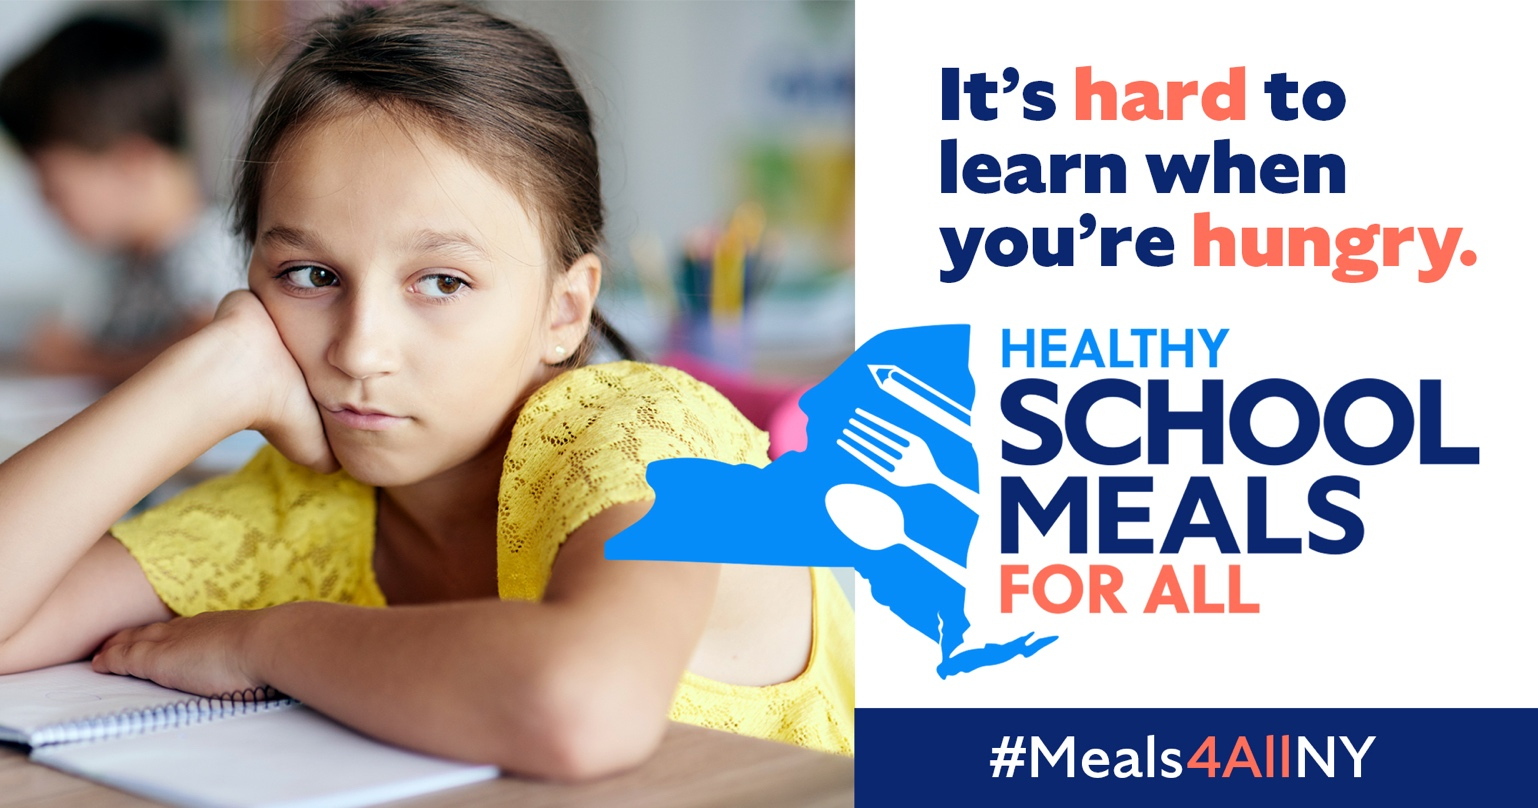 It’s hard to
learn when
you’re hungry.
HEALTHY
SCHOOL
MEALS
FOR ALL
#Meals4AllNY